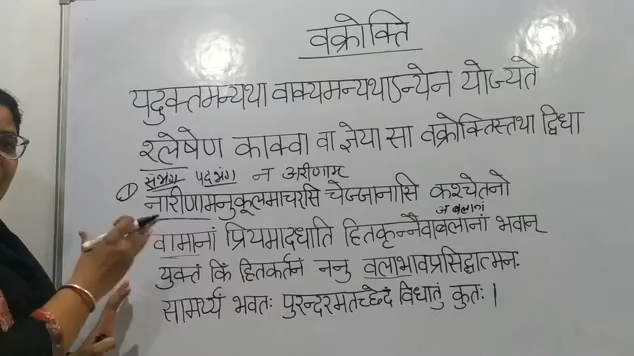 वक्रोक्ति
यदुक्तमन्यथा वाक्यमन्यथाऽन्येन योज्यते
श्लेषेण काक्वा वा ज्ञेया सा वक्रोक्तिस्तथा द्विधा
सभंग पदभंग न अरीणाम्
① नारीणामनुकूलमाचरसि चेज्जानासि कश्चेतनो
न बलानां
वामानां प्रियमादधाति हितकृन्नैवाबलानां भवान्
युक्तं किं हितकर्तनं ननु वलाभावप्रसिद्धात्मनः
सामर्थ्यं भवतः पुरन्दरमतच्छेदं विधातुं कुतः।